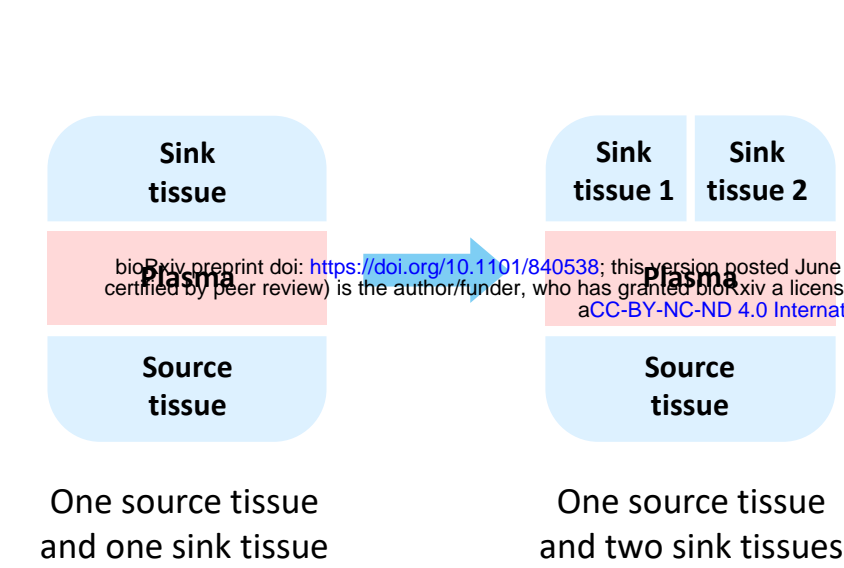 Sink
tissue
Sink
tissue 1
Sink
tissue 2
Plasma
Plasma
bioRxiv preprint doi: https://doi.org/10.1101/840538; this version posted June
certified by peer review) is the author/funder, who has granted bioRxiv a licens
aCC-BY-NC-ND 4.0 Internat
Source
tissue
Source
tissue
One source tissue
and one sink tissue
One source tissue
and two sink tissues